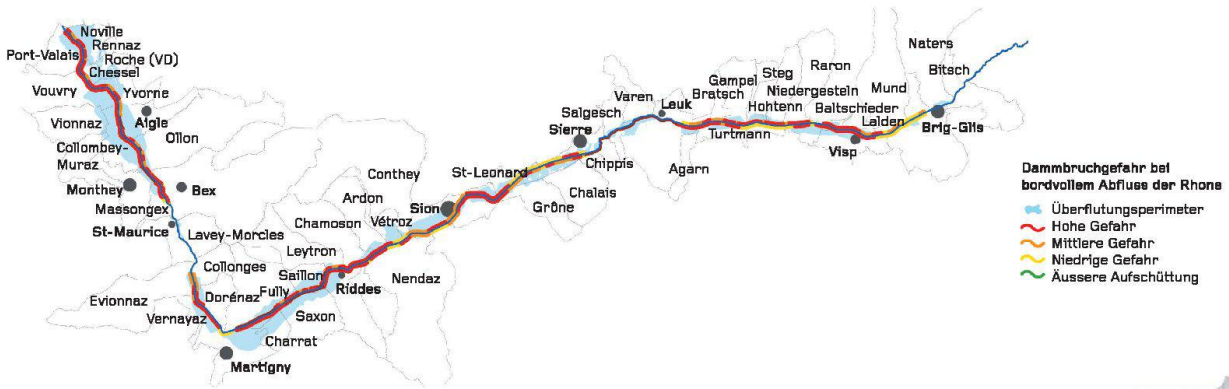 Noville
Rennaz
Port-Valais
Roche (VD)
Chessel
Vouvry
Yvorne
Aigle
Vionnaz
Ollon
Collombey-
Muraz
Monthey
Bex
Massongex
St-Maurice
Lavey-Morcles
Collonges
Evionnaz
Dorénaz
Vernayaz
Martigny
Charrat
Fully
Saxon
Saillon
Riddes
Leytron
Chamoson
Ardon
Conthey
Vétroz
Nendaz
Sion
St-Leonard
Grône
Chalais
Chippis
Sierre
Salgesch
Varen
Leuk
Agarn
Bratsch
Gampel
Turtmann
Steg
Hohtenn
Niedergesteln
Raron
Baltschieder
Visp
Lalden
Mund
Brig-Glis
Naters
Bitsch
Dammbruchgefahr bei
bordvollem Abfluss der Rhone
Überflutungsperimeter
Hohe Gefahr
Mittlere Gefahr
Niedrige Gefahr
Äussere Aufschüttung